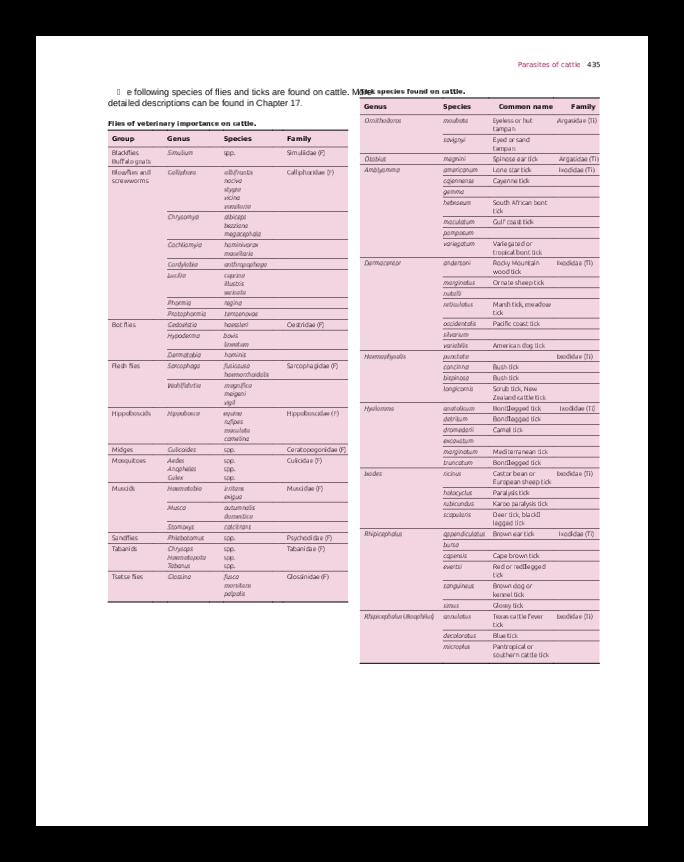 Parasites of cattle 435
e following species of flies and ticks are found on cattle. More
detailed descriptions can be found in Chapter 17.
Flies of veterinary importance on cattle.
Group Genus Species Family
Blackflies Simulium spp. Simuliidae (F)
Buffalo gnats
Blowflies and Calliphora albifrontis Calliphoridae (F)
screwworms nociva
stygia
vicina
vomitoria
Chrysomya albiceps
bezziana
megacephala
Cochliomyia hominivorax
macellaria
Cordylobia anthropophaga
Lucilia cuprina
illustris
sericata
Phormia regina
Protophormia terraenovae
Bot flies Gedoelstia haessleri Oestridae (F)
Hypoderma bovis
lineatum
Dermatobia hominis
Flesh flies Sarcophaga fusicausa Sarcophagidae (F)
haemorrhoidalis
Wohlfahrtia magnifica
meigeni
vigil
Hippoboscids Hippobosca equina Hippoboscidae (F)
rufipes
maculata
camelina
Midges Culicoides spp. Ceratopogonidae (F)
Mosquitoes Aedes spp. Culicidae (F)
Anopheles spp.
Culex spp.
Muscids Haematobia irritans Muscidae (F)
exigua
Musca autumnalis
domestica
Stomoxys calcitrans
Sandflies Phlebotomus spp. Psychodidae (F)
Tabanids Chrysops spp. Tabanidae (F)
Haematopota spp.
Tabanus spp.
Tsetse flies Glossina fusca Glossinidae (F)
morsitans
palpalis
Tick species found on cattle.
Genus Species Common name Family
Ornithodoros moubata Eyeless or hut Argasidae (Ti)
tampan
savignyi Eyed or sand
tampan
Otobius megnini Spinose ear tick Argasidae (Ti)
Amblyomma americanum Lone star tick Ixodidae (Ti)
cajennense Cayenne tick
gemma
hebraeum South African bont
tick
maculatum Gulf coast tick
pomposum
variegatum Variegated or
tropical bont tick
Dermacentor andersoni Rocky Mountain Ixodidae (Ti)
wood tick
marginatus Ornate sheep tick
nutalli
reticulatus Marsh tick, meadow
tick
occidentalis Pacific coast tick
silvarum
variabilis American dog tick
Haemaphysalis punctata Ixodidae (Ti)
concinna Bush tick
bispinosa Bush tick
longicornis Scrub tick, New
Zealand cattle tick
Hyalomma anatolicum Bont legged tick Ixodidae (Ti)
detritum Bont legged tick
dromedarii Camel tick
excavatum
marginatum Mediterranean tick
truncatum Bont legged tick
Ixodes ricinus Castor bean or Ixodidae (Ti)
European sheep tick
holocyclus Paralysis tick
rubicundus Karoo paralysis tick
scapularis Deer tick, black
legged tick
Rhipicephalus appendiculatus Brown ear tick Ixodidae (Ti)
bursa
capensis Cape brown tick
evertsi Red or red legged
tick
sanguineus Brown dog or
kennel tick
simus Glossy tick
Rhipicephalus (Boophilus) annulatus Texas cattle fever Ixodidae (Ti)
tick
decoloratus Blue tick
microplus Pantropical or
southern cattle tick